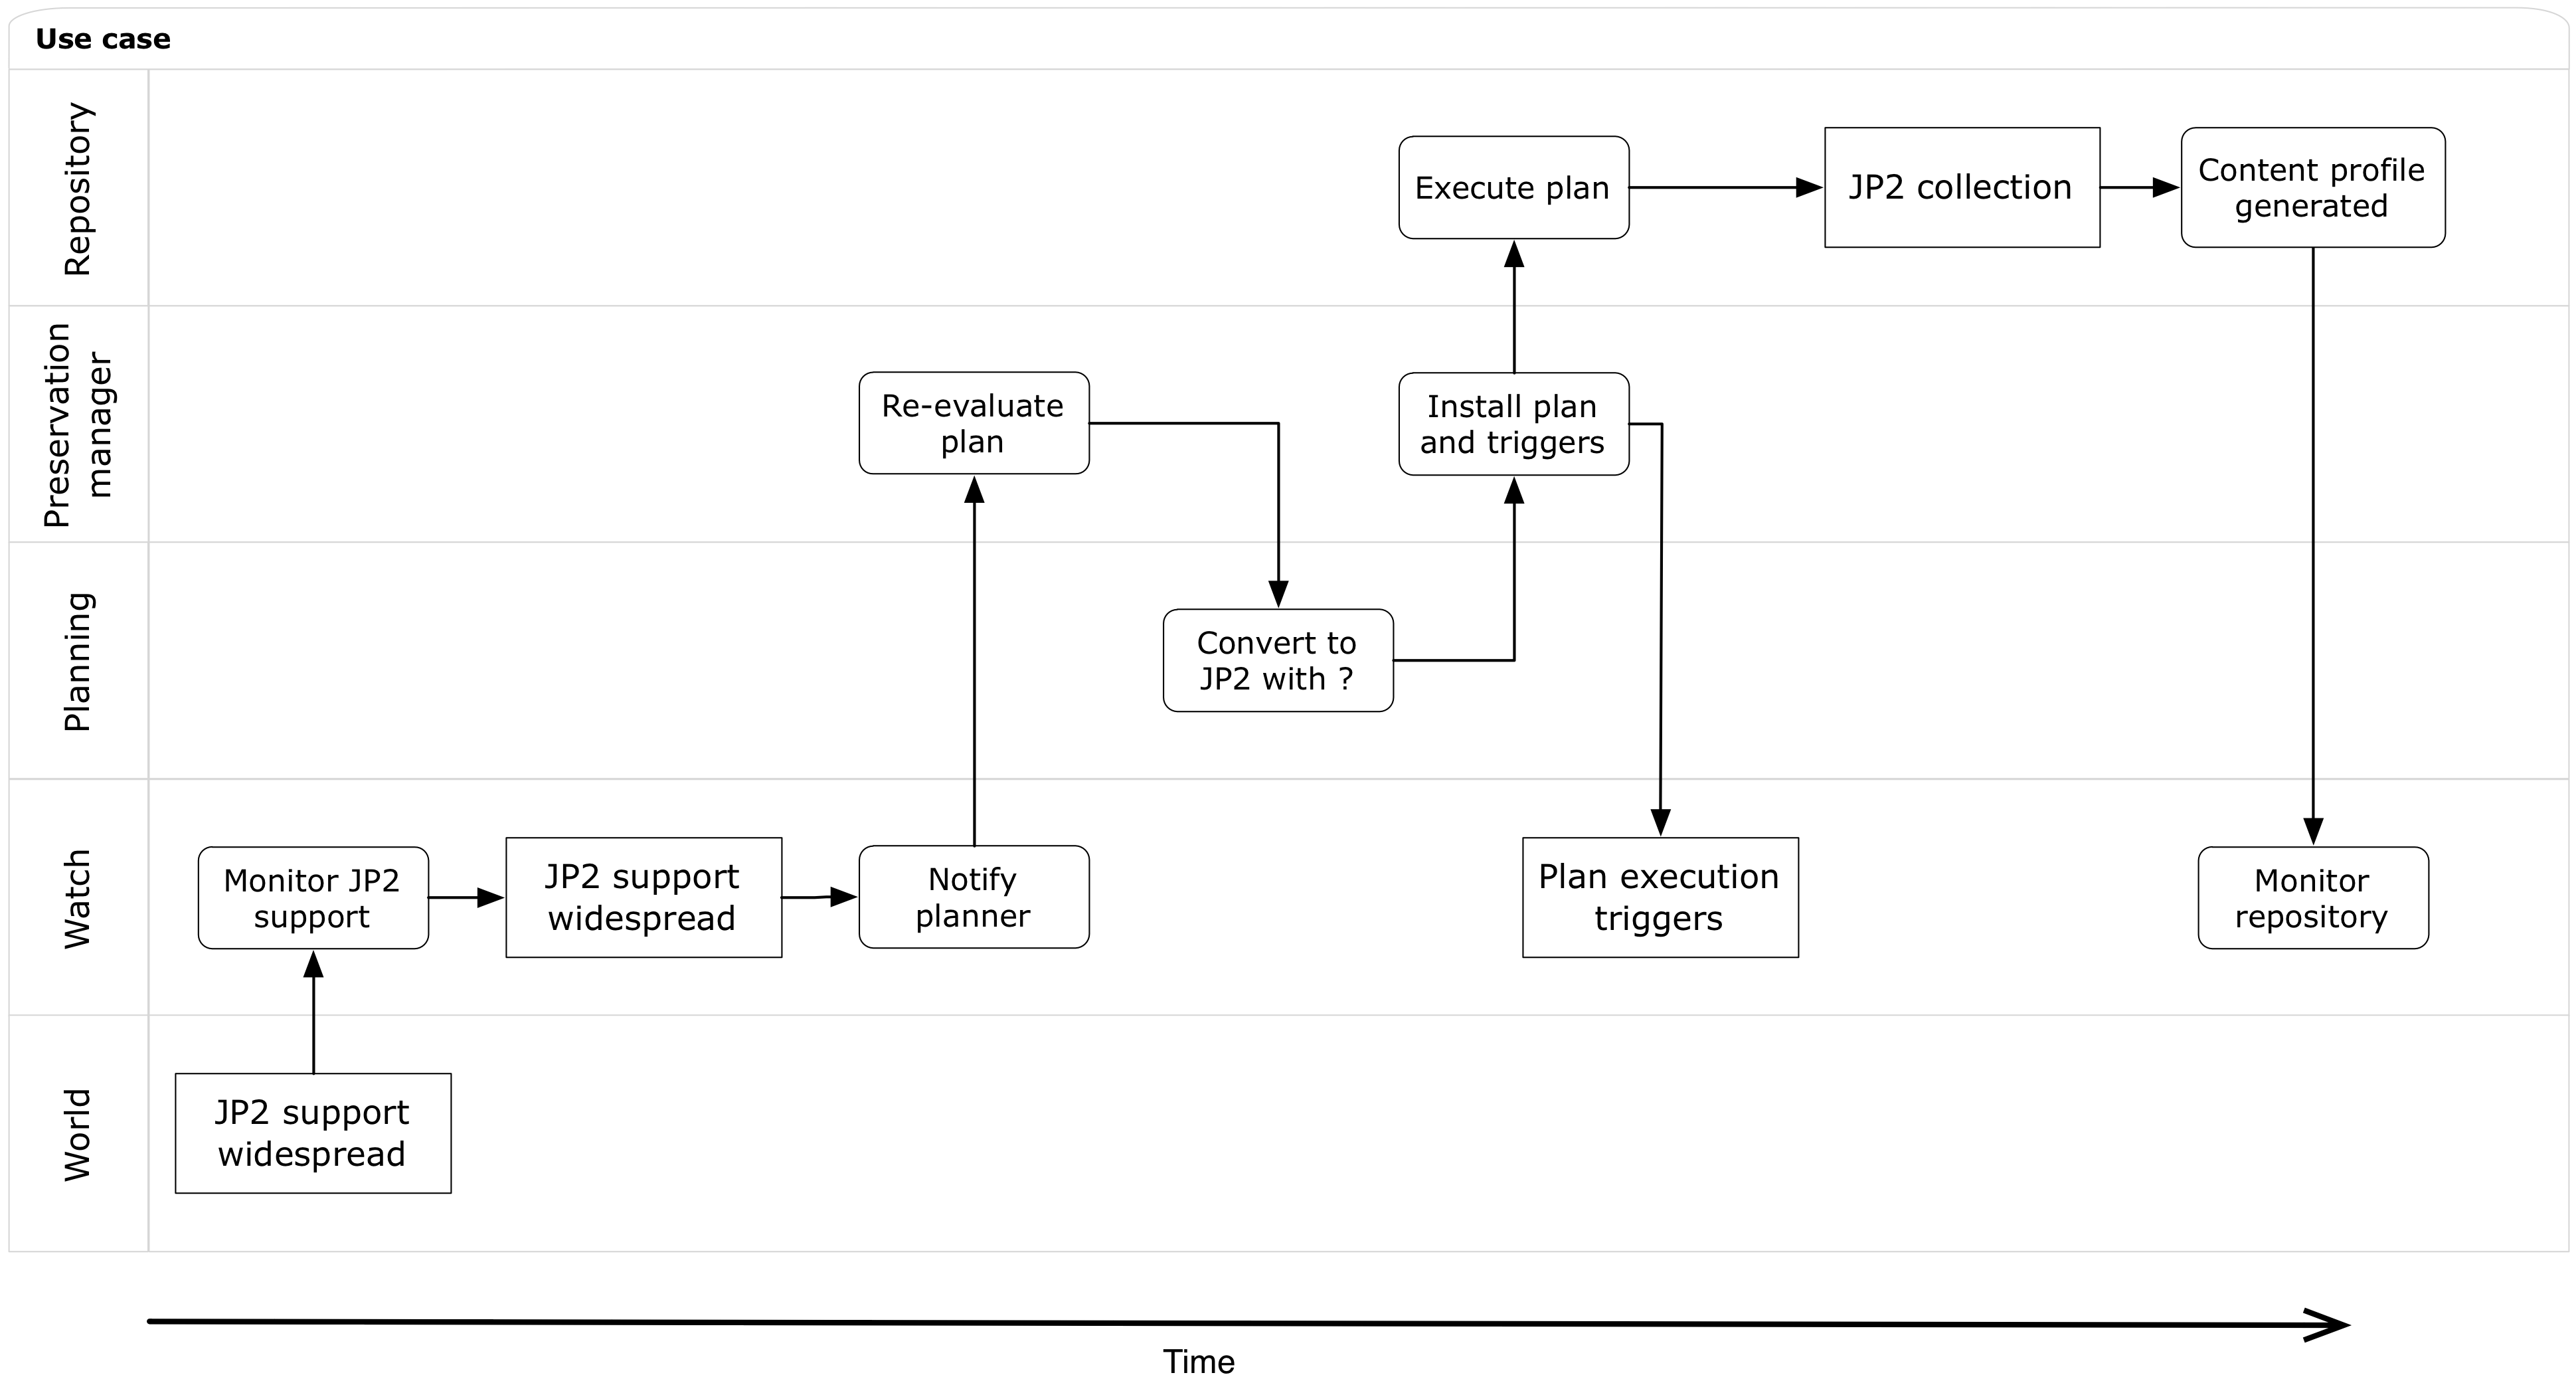 Use case
Repository
Execute plan
JP2 collection
Content profile
generated
Preservation
manager
Re-evaluate
plan
Install plan
and triggers
Planning
Convert to
JP2 with ?
Watch
Monitor JP2
support
JP2 support
widespread
Notify
planner
Plan execution
triggers
Monitor
repository
World
JP2 support
widespread
Time